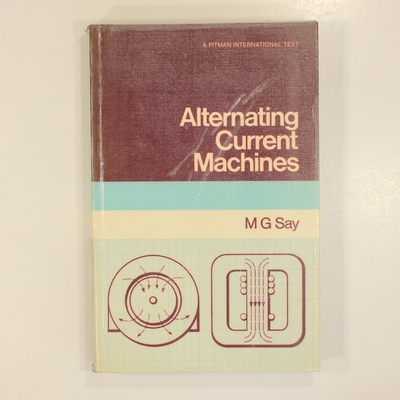 A PITMAN INTERNATIONAL TEXT
Alternating
Current
Machines
M G Say